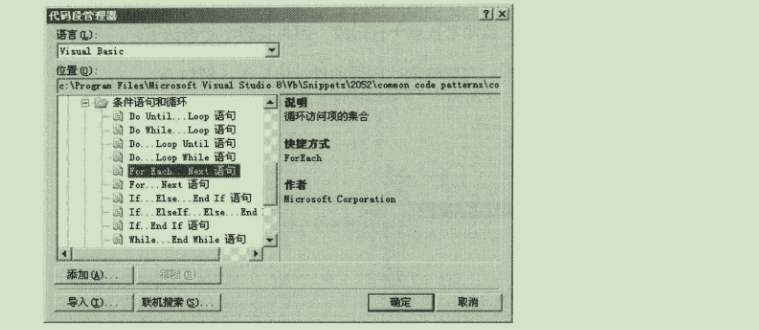 代码段管理器
语言(L):
Visual Basic
位置(D):
c:\Program Files\Microsoft Visual Studio 8\Vb\Snippets\2052\common code patterns\co
条件语句和循环
Do Until...Loop 语句
Do While...Loop 语句
Do...Loop Until 语句
Do...Loop While 语句
For Each...Next 语句
For...Next 语句
If...Else...End If 语句
If...ElseIf...Else...End
If..End If 语句
While...End While 语句
说明
循环访问项的集合
快捷方式
ForEach
作者
Microsoft Corporation
添加(A)...
导入(I)...
联机搜索(S)...
确定
取消